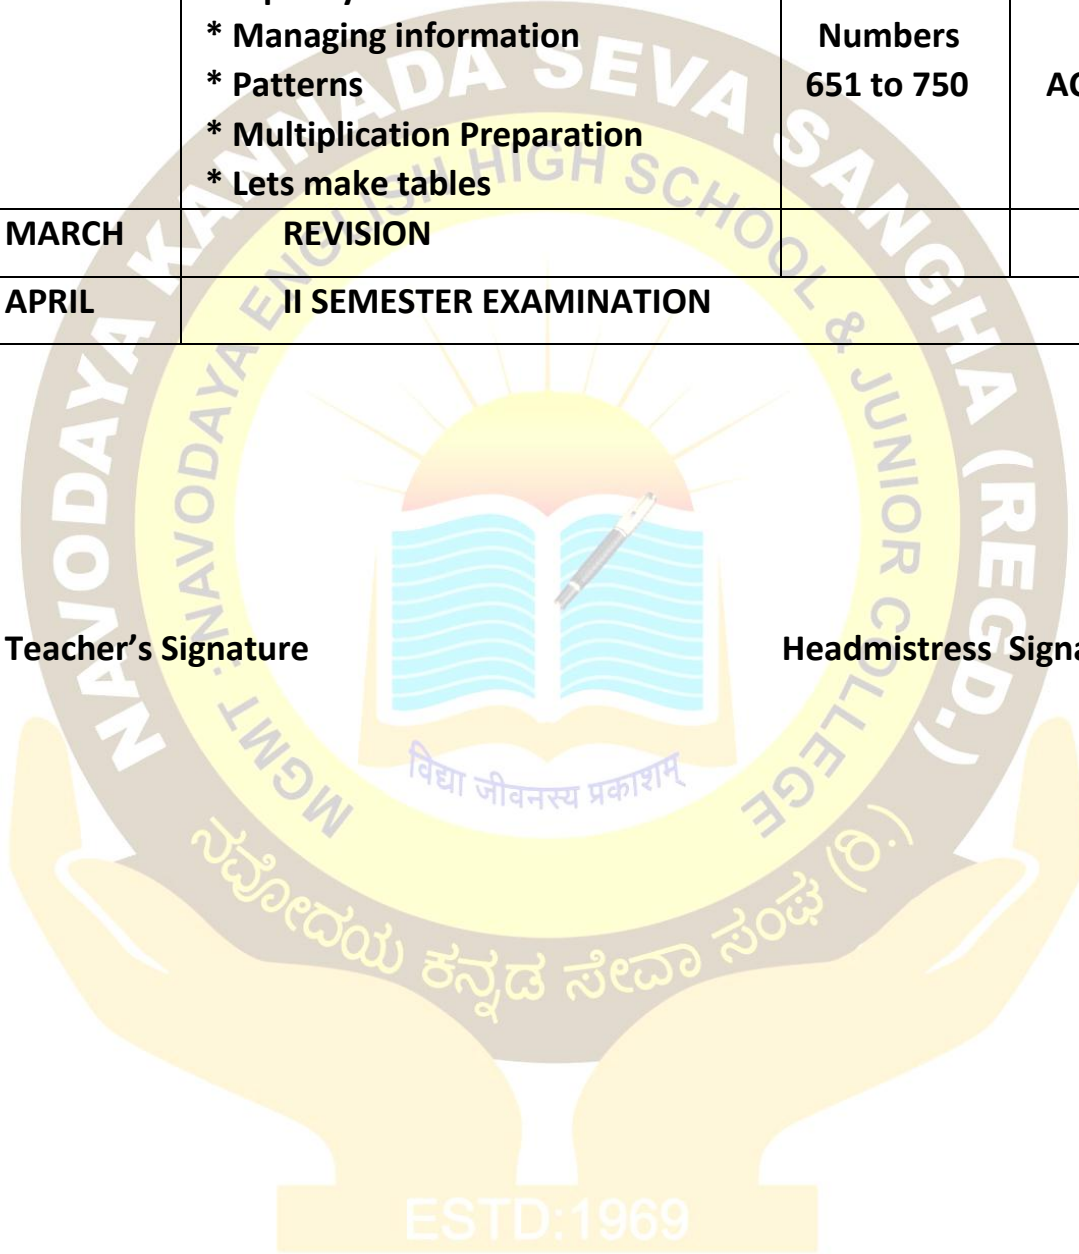 * Managing information Numbers
* Patterns 651 to 750
* Multiplication Preparation
* Lets make tables
MARCH REVISION
APRIL II SEMESTER EXAMINATION
Teacher’s Signature Headmistress
NAVODAYA KANNADA SEVA SANGHA (REGD.)
MGMT : NAVODAYA ENGLISH HIGH SCHOOL & JUNIOR COLLEGE
विद्या जीवनस्य प्रकाशम्
ನವೋದಯ ಕನ್ನಡ ಸೇವಾ ಸಂಘ (ರಿ.)
ESTD:1969